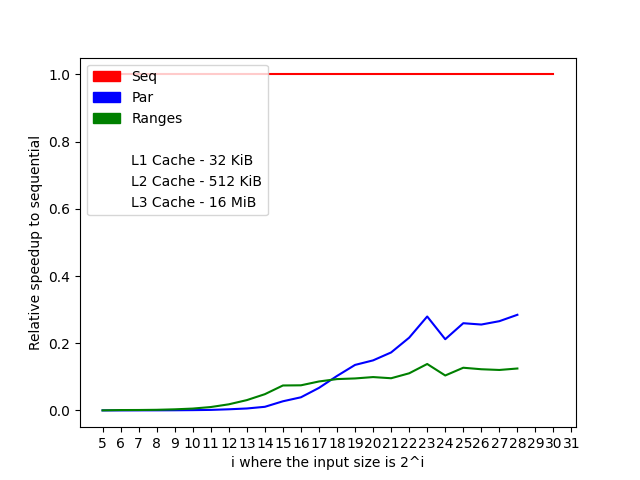 1.0
0.8
0.6
0.4
0.2
0.0
Relative speedup to sequential
Seq
Par
Ranges
L1 Cache - 32 KiB
L2 Cache - 512 KiB
L3 Cache - 16 MiB
5 6 7 8 9 10 11 12 13 14 15 16 17 18 19 20 21 22 23 24 25 26 27 28 29 30 31
i where the input size is 2^i